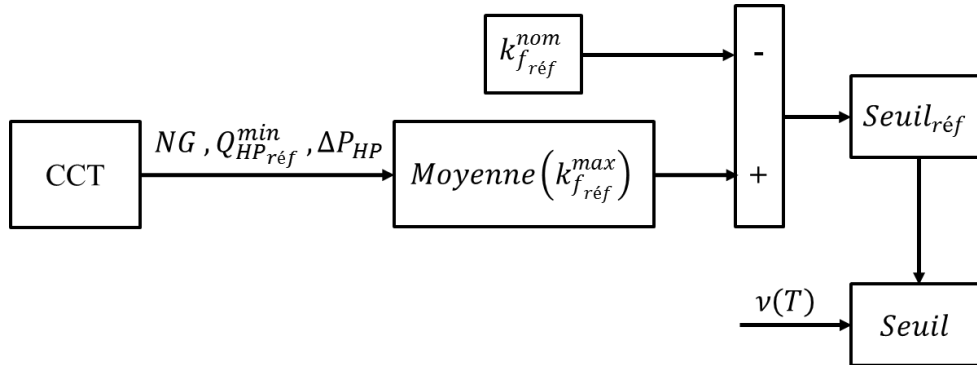 k_{f_{réf}}^{nom}
-
Seuil_{réf}
CCT
NG , Q_{HP_{réf}}^{min} , ΔP_{HP}
Moyenne(k_{f_{réf}}^{max})
+
ν(T)
Seuil